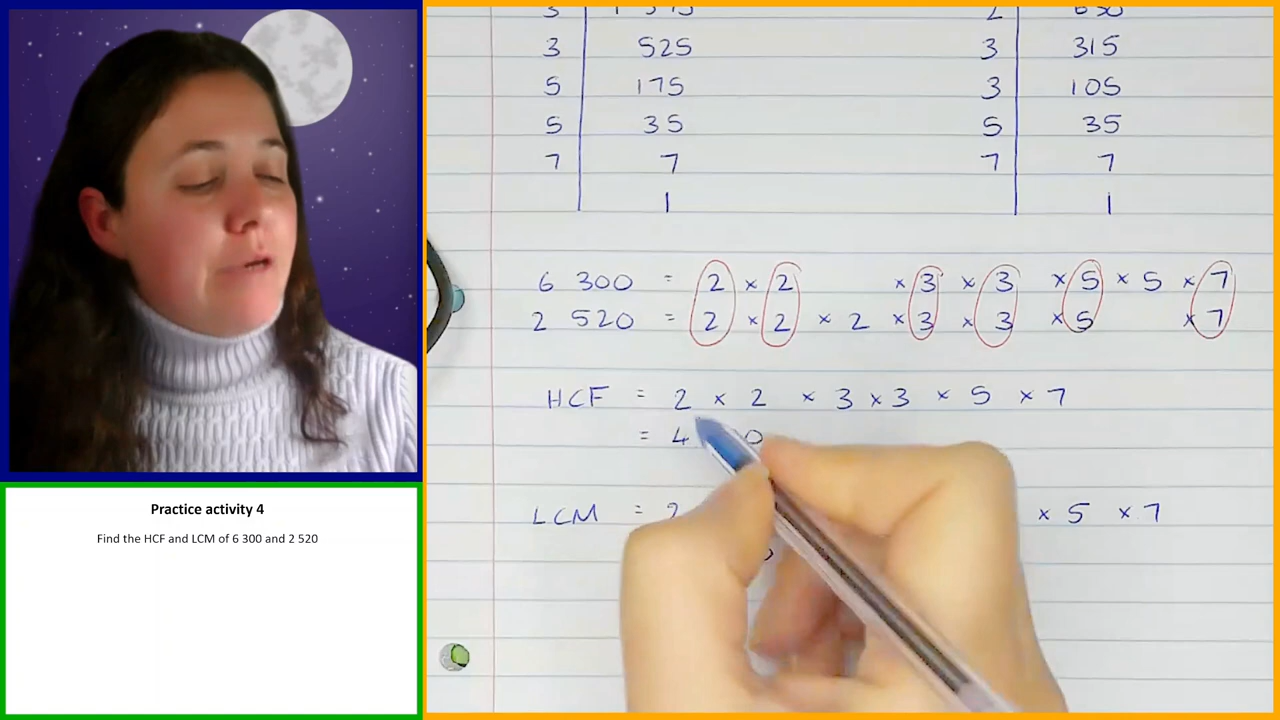 3 525 3 315
5 175 3 105
5 35 5 35
7 7 7 7
1 1
6 300 = 2 × 2 × 3 × 3 × 5 × 5 × 7
2 520 = 2 × 2 × 2 × 3 × 3 × 5 × 7
HCF = 2 × 2 × 3 × 3 × 5 × 7
= 4 0
LCM = 2 × 5 × 7
Practice activity 4
Find the HCF and LCM of 6 300 and 2 520